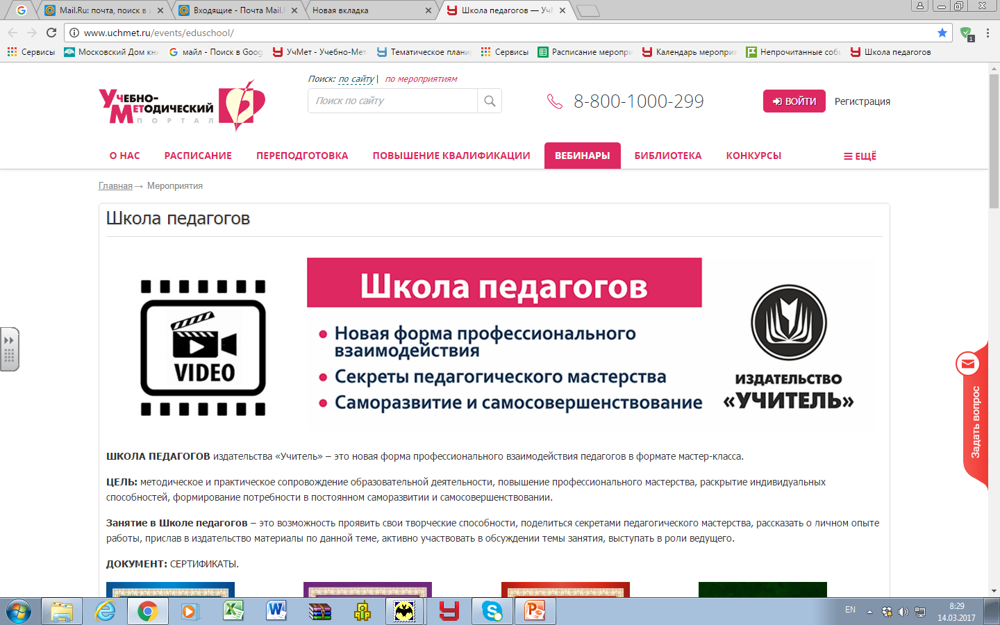 Mail.Ru: почта, поиск в и
Входящие - Почта Mail.R
Новая вкладка
Школа педагогов — Уч
www.uchmet.ru/events/eduschool/
1
Сервисы
Московский Дом кни
майл - Поиск в Goog
УчМет - Учебно-Мет
Тематическое плани
Сервисы
Расписание меропри
Календарь мероприя
Непрочитанные собы
Школа педагогов
УЧЕБНО-
МЕТОДИЧЕСКИЙ
ПОРТАЛ
Поиск: по сайту | по мероприятиям
Поиск по сайту
8-800-1000-299
ВОЙТИ
Регистрация
О НАС
РАСПИСАНИЕ
ПЕРЕПОДГОТОВКА
ПОВЫШЕНИЕ КВАЛИФИКАЦИИ
ВЕБИНАРЫ
БИБЛИОТЕКА
КОНКУРСЫ
ЕЩЁ
Главная → Мероприятия
Школа педагогов
VIDEO
Школа педагогов
• Новая форма профессионального
взаимодействия
• Секреты педагогического мастерства
• Саморазвитие и самосовершенствование
ИЗДАТЕЛЬСТВО
«УЧИТЕЛЬ»
Задать вопрос
ШКОЛА ПЕДАГОГОВ издательства «Учитель» – это новая форма профессионального взаимодействия педагогов в формате мастер-класса.
ЦЕЛЬ: методическое и практическое сопровождение образовательной деятельности, повышение профессионального мастерства, раскрытие индивидуальных
способностей, формирование потребности в постоянном саморазвитии и самосовершенствовании.
Занятие в Школе педагогов – это возможность проявить свои творческие способности, поделиться секретами педагогического мастерства, рассказать о личном опыте
работы, прислав в издательство материалы по данной теме, активно участвовать в обсуждении темы занятия, выступать в роли ведущего.
ДОКУМЕНТ: СЕРТИФИКАТЫ.
EN
8:29
14.03.2017